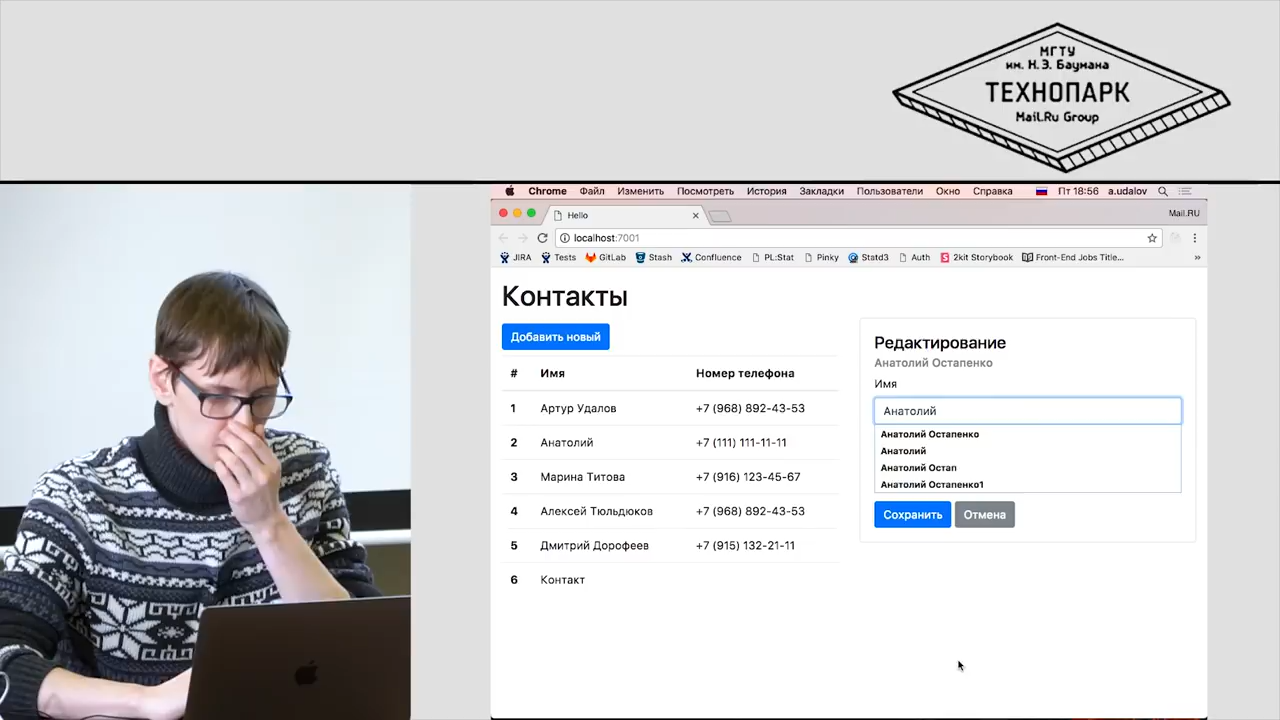 МГТУ
им. Н.Э. Баумана
ТЕХНОПАРК
Mail.Ru Group
Chrome Файл Изменить Посмотреть История Закладки Пользователи Окно Справка Пт 18:56 a.udalov
Hello Mail.RU
localhost:7001
JIRA Tests GitLab Stash Confluence PL:Stat Pinky Statd3 Auth 2kit Storybook Front-End Jobs Title... »
Контакты
Добавить новый
# Имя Номер телефона
1 Артур Удалов +7 (968) 892-43-53
2 Анатолий +7 (111) 111-11-11
3 Марина Титова +7 (916) 123-45-67
4 Алексей Тюльдюков +7 (968) 892-43-53
5 Дмитрий Дорофеев +7 (915) 132-21-11
6 Контакт
Редактирование
Анатолий Остапенко
Имя
Анатолий
Анатолий Остапенко
Анатолий
Анатолий Остап
Анатолий Остапенко1
Сохранить Отмена